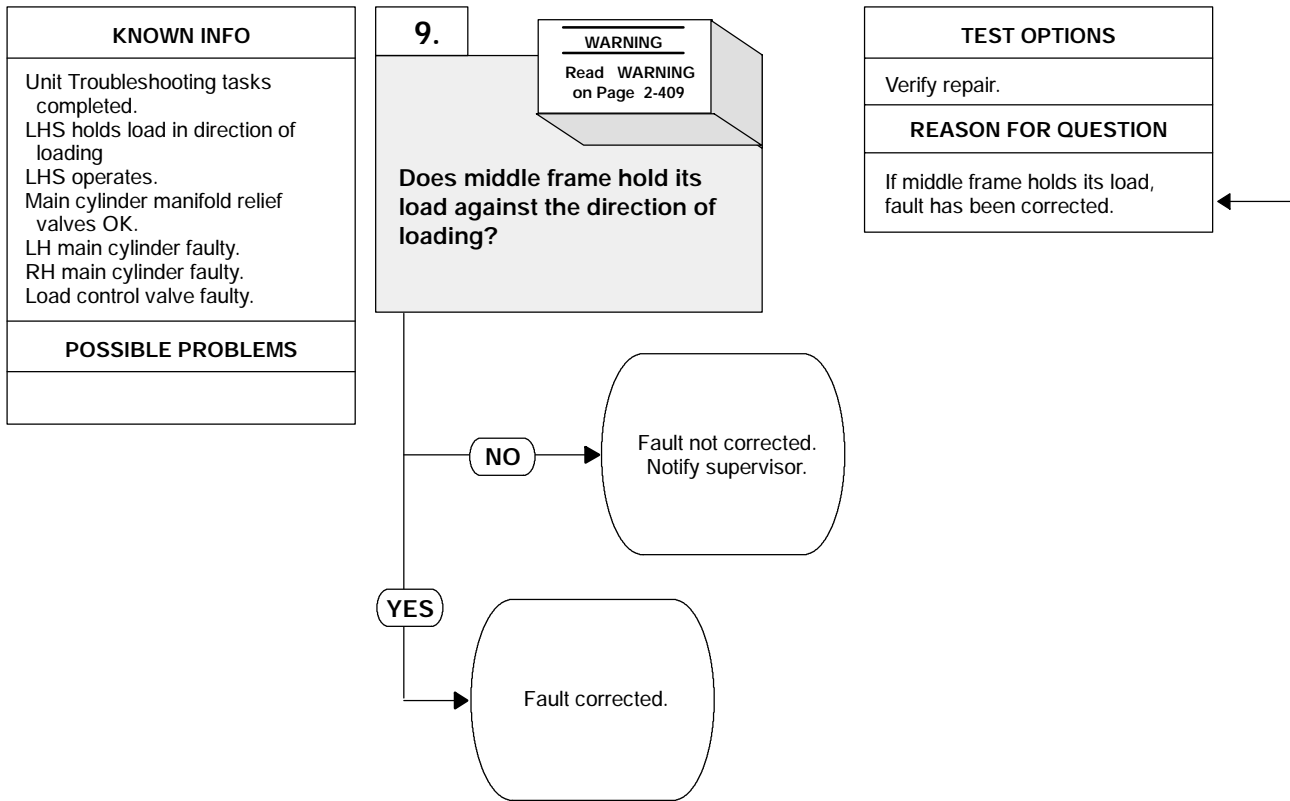 KNOWN INFO
Unit Troubleshooting tasks
completed.
LHS holds load in direction of
loading
LHS operates.
Main cylinder manifold relief
valves OK.
LH main cylinder faulty.
RH main cylinder faulty.
Load control valve faulty.
POSSIBLE PROBLEMS
9.
WARNING
Read WARNING
on Page 2-409
Does middle frame hold its
load against the direction of
loading?
TEST OPTIONS
Verify repair.
REASON FOR QUESTION
If middle frame holds its load,
fault has been corrected.
NO
Fault not corrected.
Notify supervisor.
YES
Fault corrected.